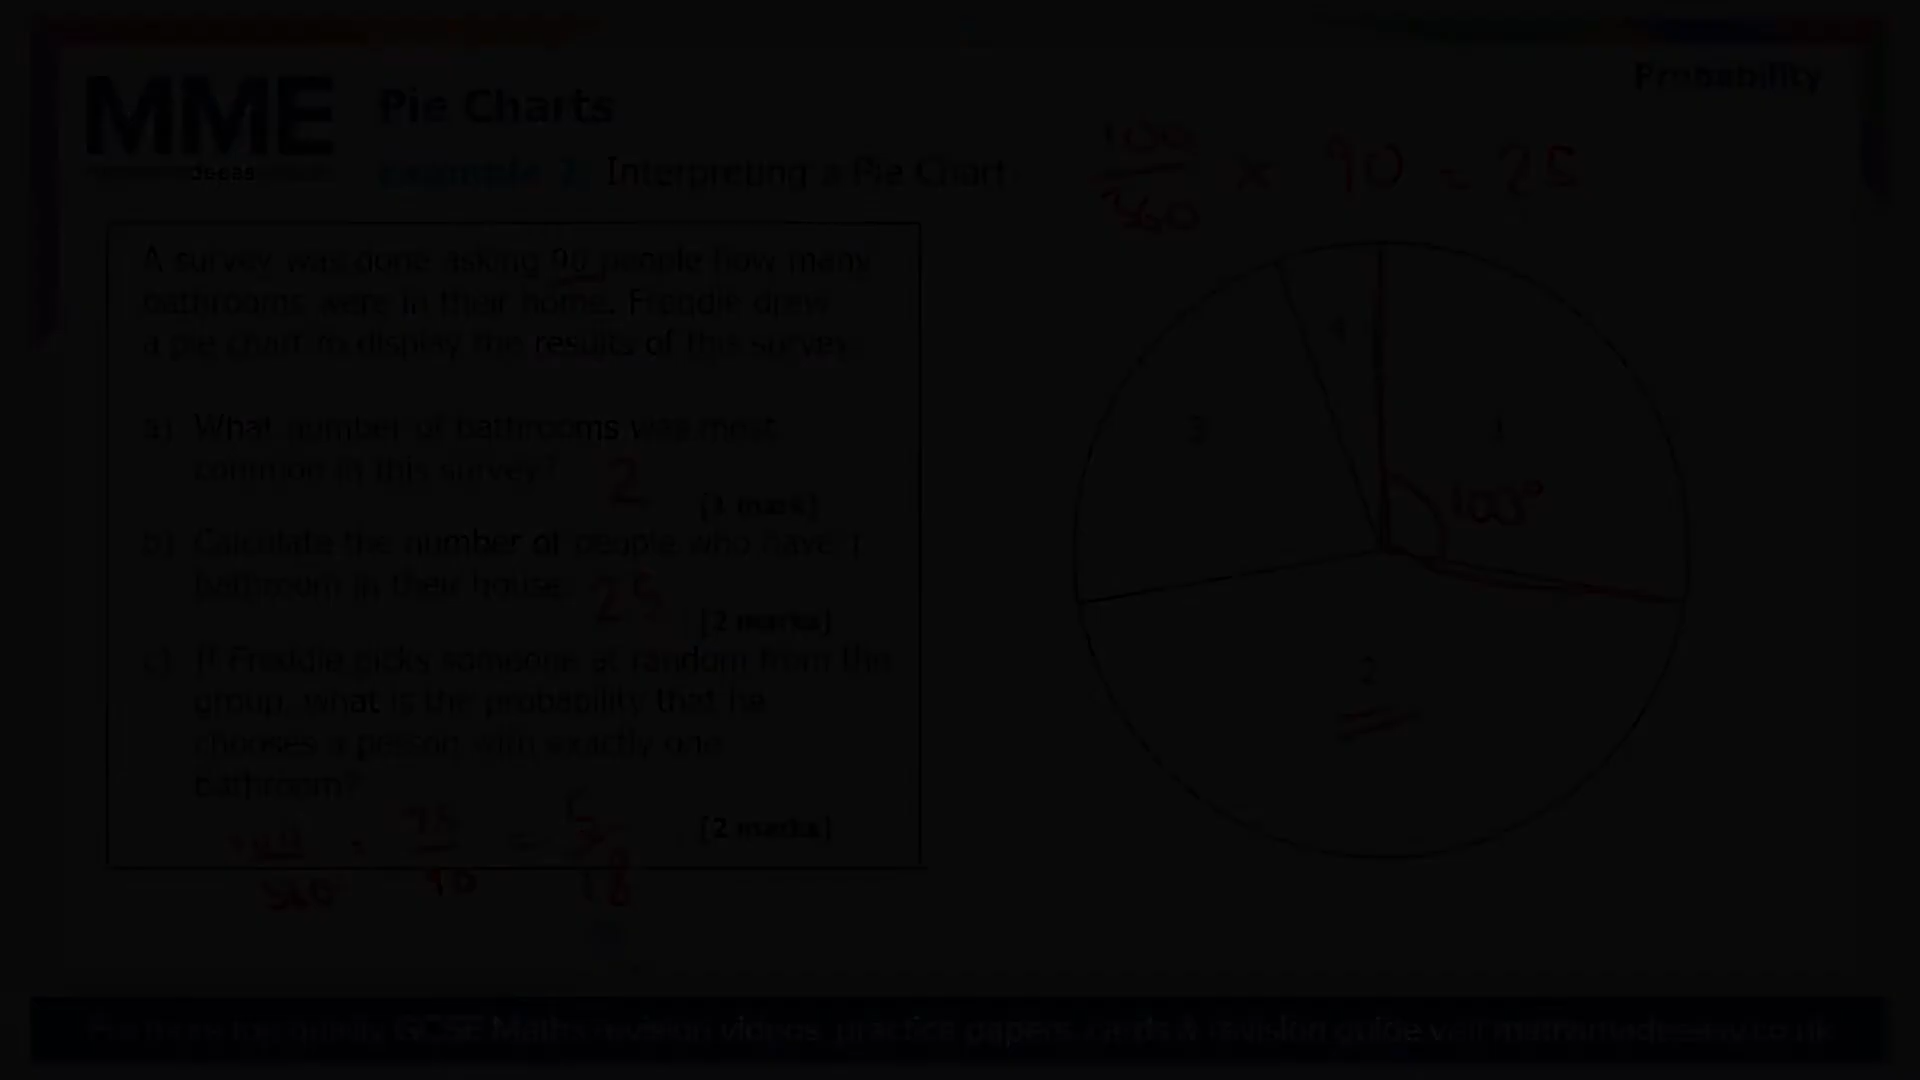 Probability
MME
Pie Charts
Example 1: Interpreting a Pie Chart
100
360
x 90 = 25
A survey was done asking 90 people how many
bathrooms were in their home. Freddie drew
a pie chart to display the results of this survey.
a) What number of bathrooms was most
common in this survey? 2
[1 mark]
b) Calculate the number of people who have 1
bathroom in their house. 25
[2 marks]
c) If Freddie picks someone at random from the
group, what is the probability that he
chooses a person with exactly one
bathroom?
[2 marks]
100
360
25
90
=
5
18
4
3
1
100°
2
GCSE Maths revision videos, practice papers, cards & revision guide visit mathsmadeeasy.co.uk